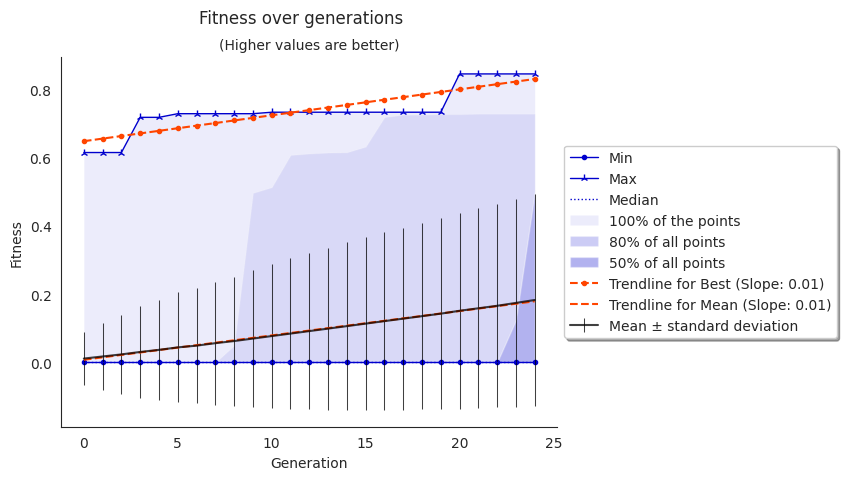 Fitness over generations
(Higher values are better)
Fitness
0.8
0.6
0.4
0.2
0.0
0
5
10
15
20
25
Generation
Min
Max
Median
100% of the points
80% of all points
50% of all points
Trendline for Best (Slope: 0.01)
Trendline for Mean (Slope: 0.01)
Mean ± standard deviation